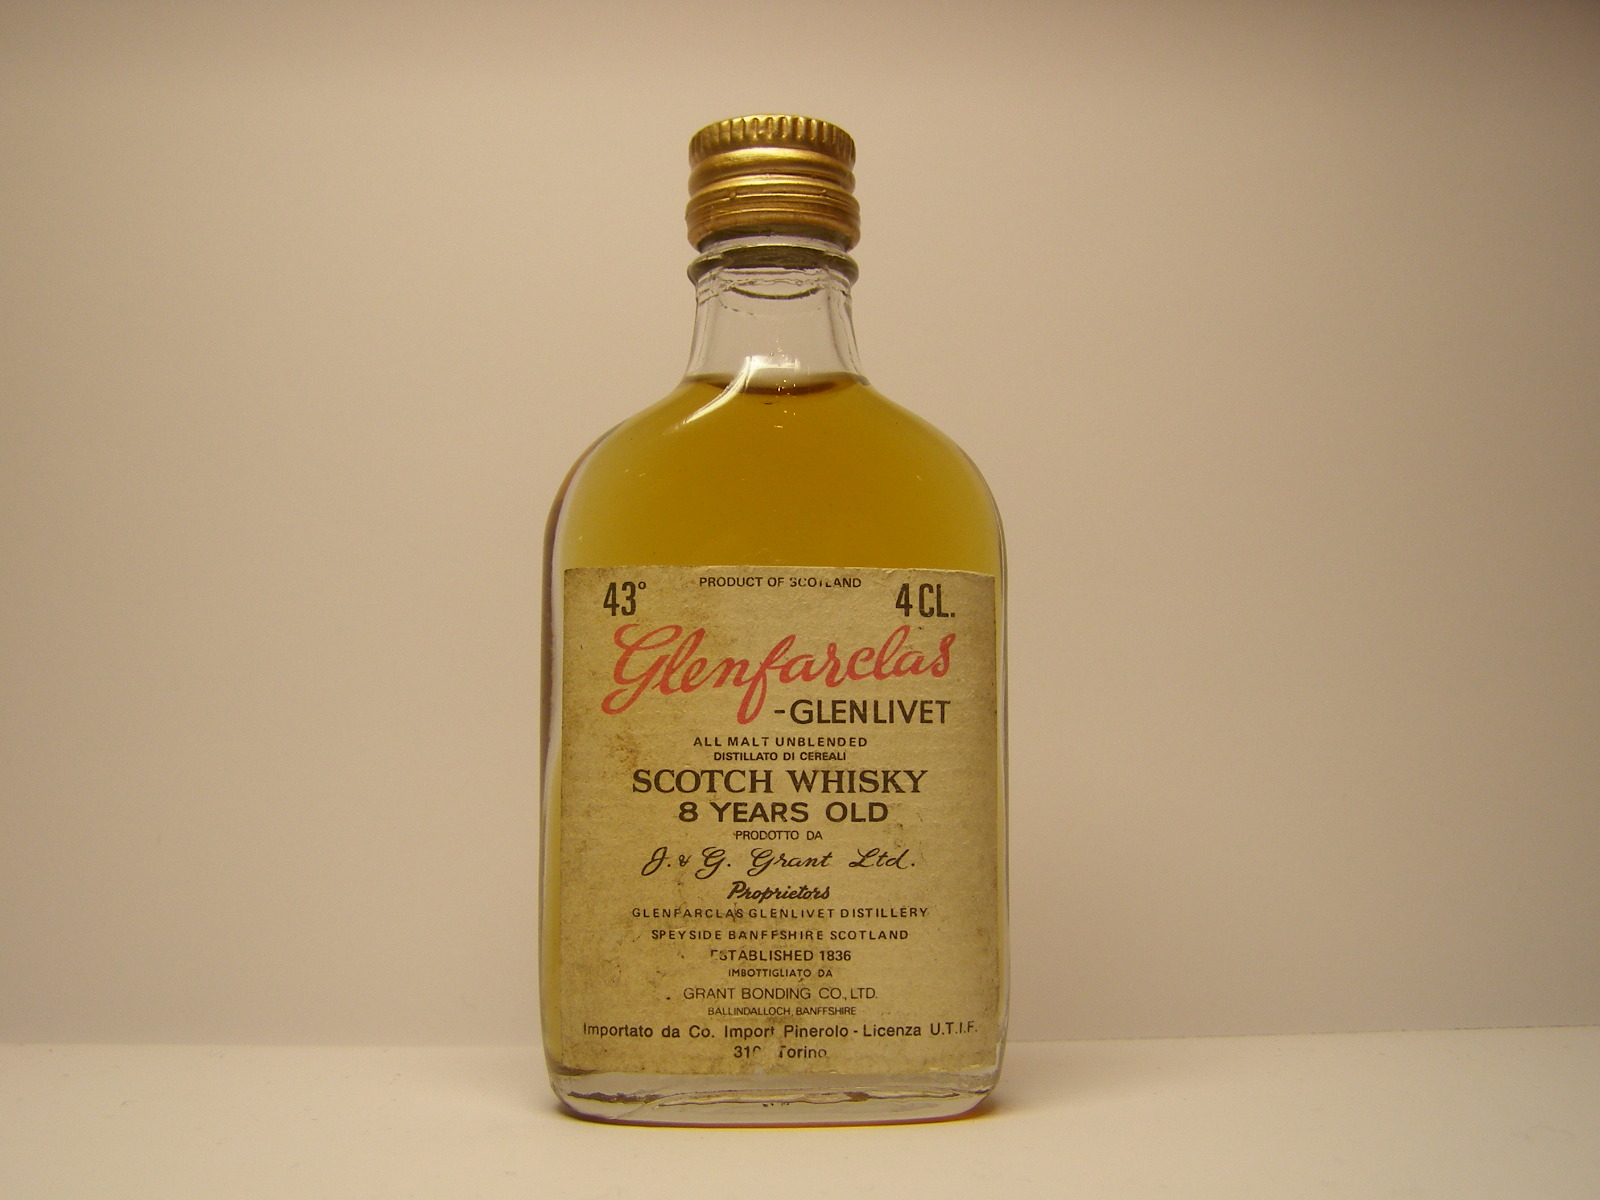 43° PRODUCT OF SCOTLAND 4 CL.
Glenfarclas
-GLENLIVET
ALL MALT UNBLENDED
DISTILLATO DI CEREALI
SCOTCH WHISKY
8 YEARS OLD
PRODOTTO DA
J. & G. Grant Ltd.
Proprietors
GLENFARCLAS GLENLIVET DISTILLERY
SPEYSIDE BANFFSHIRE SCOTLAND
ESTABLISHED 1836
IMBOTTIGLIATO DA
GRANT BONDING CO., LTD.
BALLINDALLOCH, BANFFSHIRE
Importato da Co. Import Pinerolo - Licenza U.T.I.F.
Torino